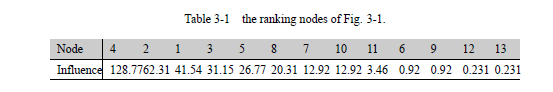 Table 3-1 the ranking nodes of Fig. 3-1.
Node 4 2 1 3 5 8 7 10 11 6 9 12 13
Influence 128.7762.31 41.54 31.15 26.77 20.31 12.92 12.92 3.46 0.92 0.92 0.231 0.231